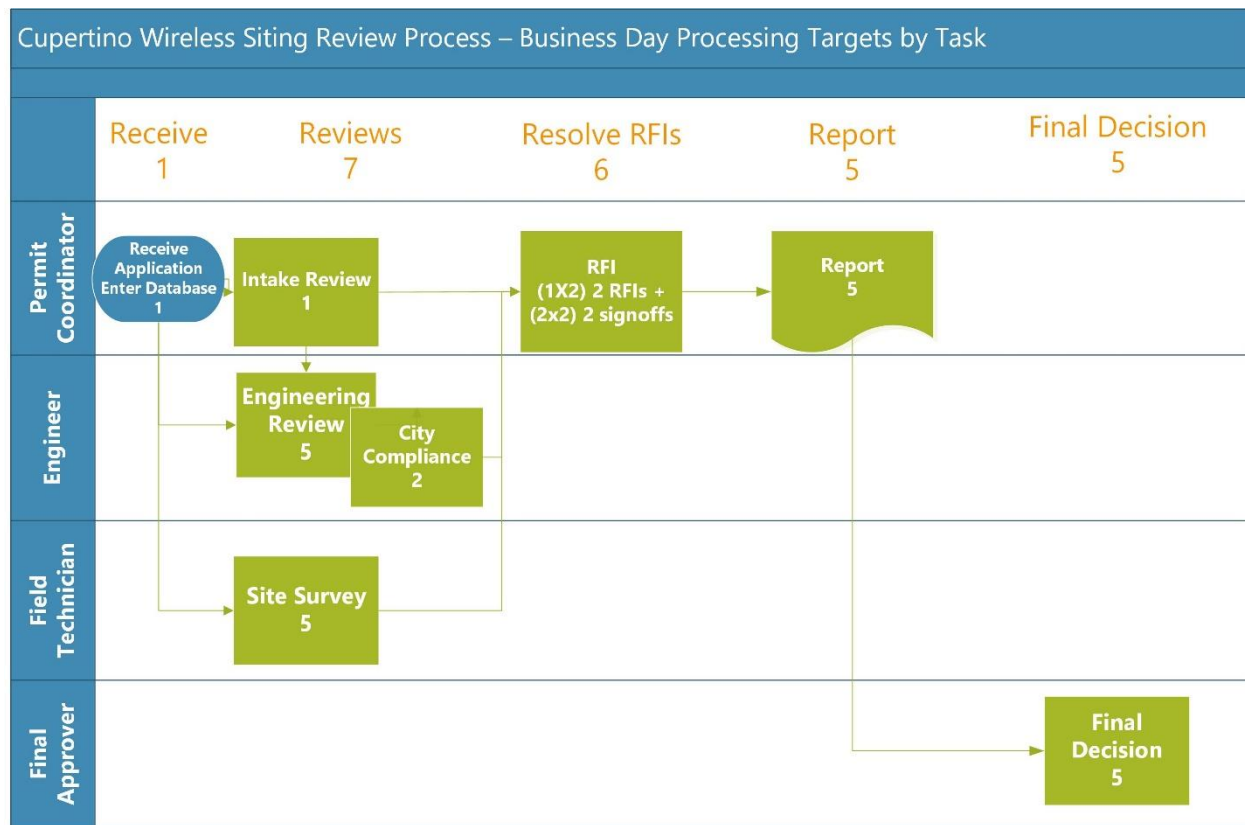 Cupertino Wireless Siting Review Process – Business Day Processing Targets by Task
Receive
1
Reviews
7
Resolve RFIs
6
Report
5
Final Decision
5
Permit
Coordinator
Receive
Application
Enter Database
1
Intake Review
1
RFI
(1X2) 2 RFIs +
(2x2) 2 signoffs
Report
5
Engineer
Engineering
Review
5
City
Compliance
2
Field
Technician
Site Survey
5
Final
Approver
Final
Decision
5